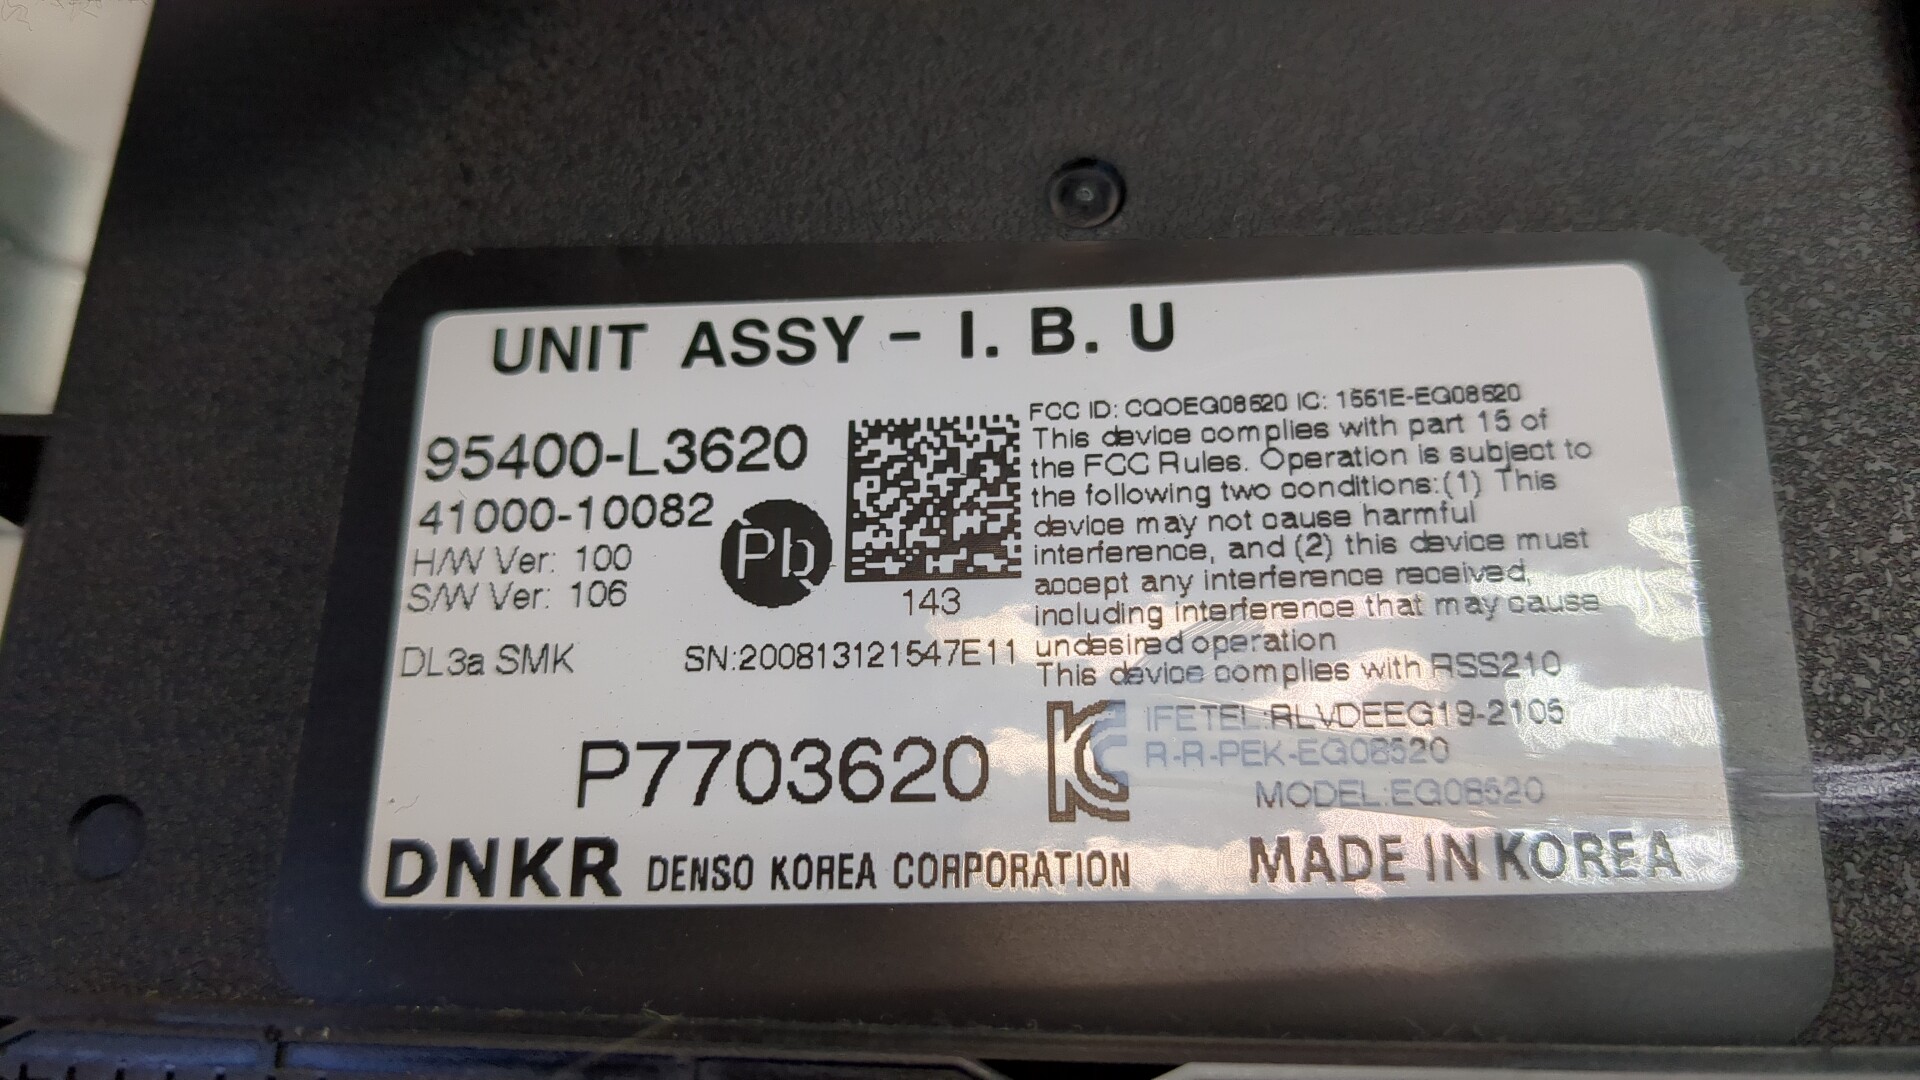 UNIT ASSY - I. B. U
95400-L3620
41000-10082
H/W Ver: 100
S/W Ver: 106
Pb
143
DL3a SMK
SN:200813121547E11
P7703620
FCC ID: CQOEQ08520 IC: 1551E-EQ08520
This device complies with part 15 of
the FCC Rules. Operation is subject to
the following two conditions:(1) This
device may not cause harmful
interference, and (2) this device must
accept any interference received,
including interference that may cause
undesired operation
This device complies with RSS210
IFETEL:RLVDEEG19-2105
R-R-PEK-EG08520
MODEL:EG08520
DNKR DENSO KOREA CORPORATION
MADE IN KOREA